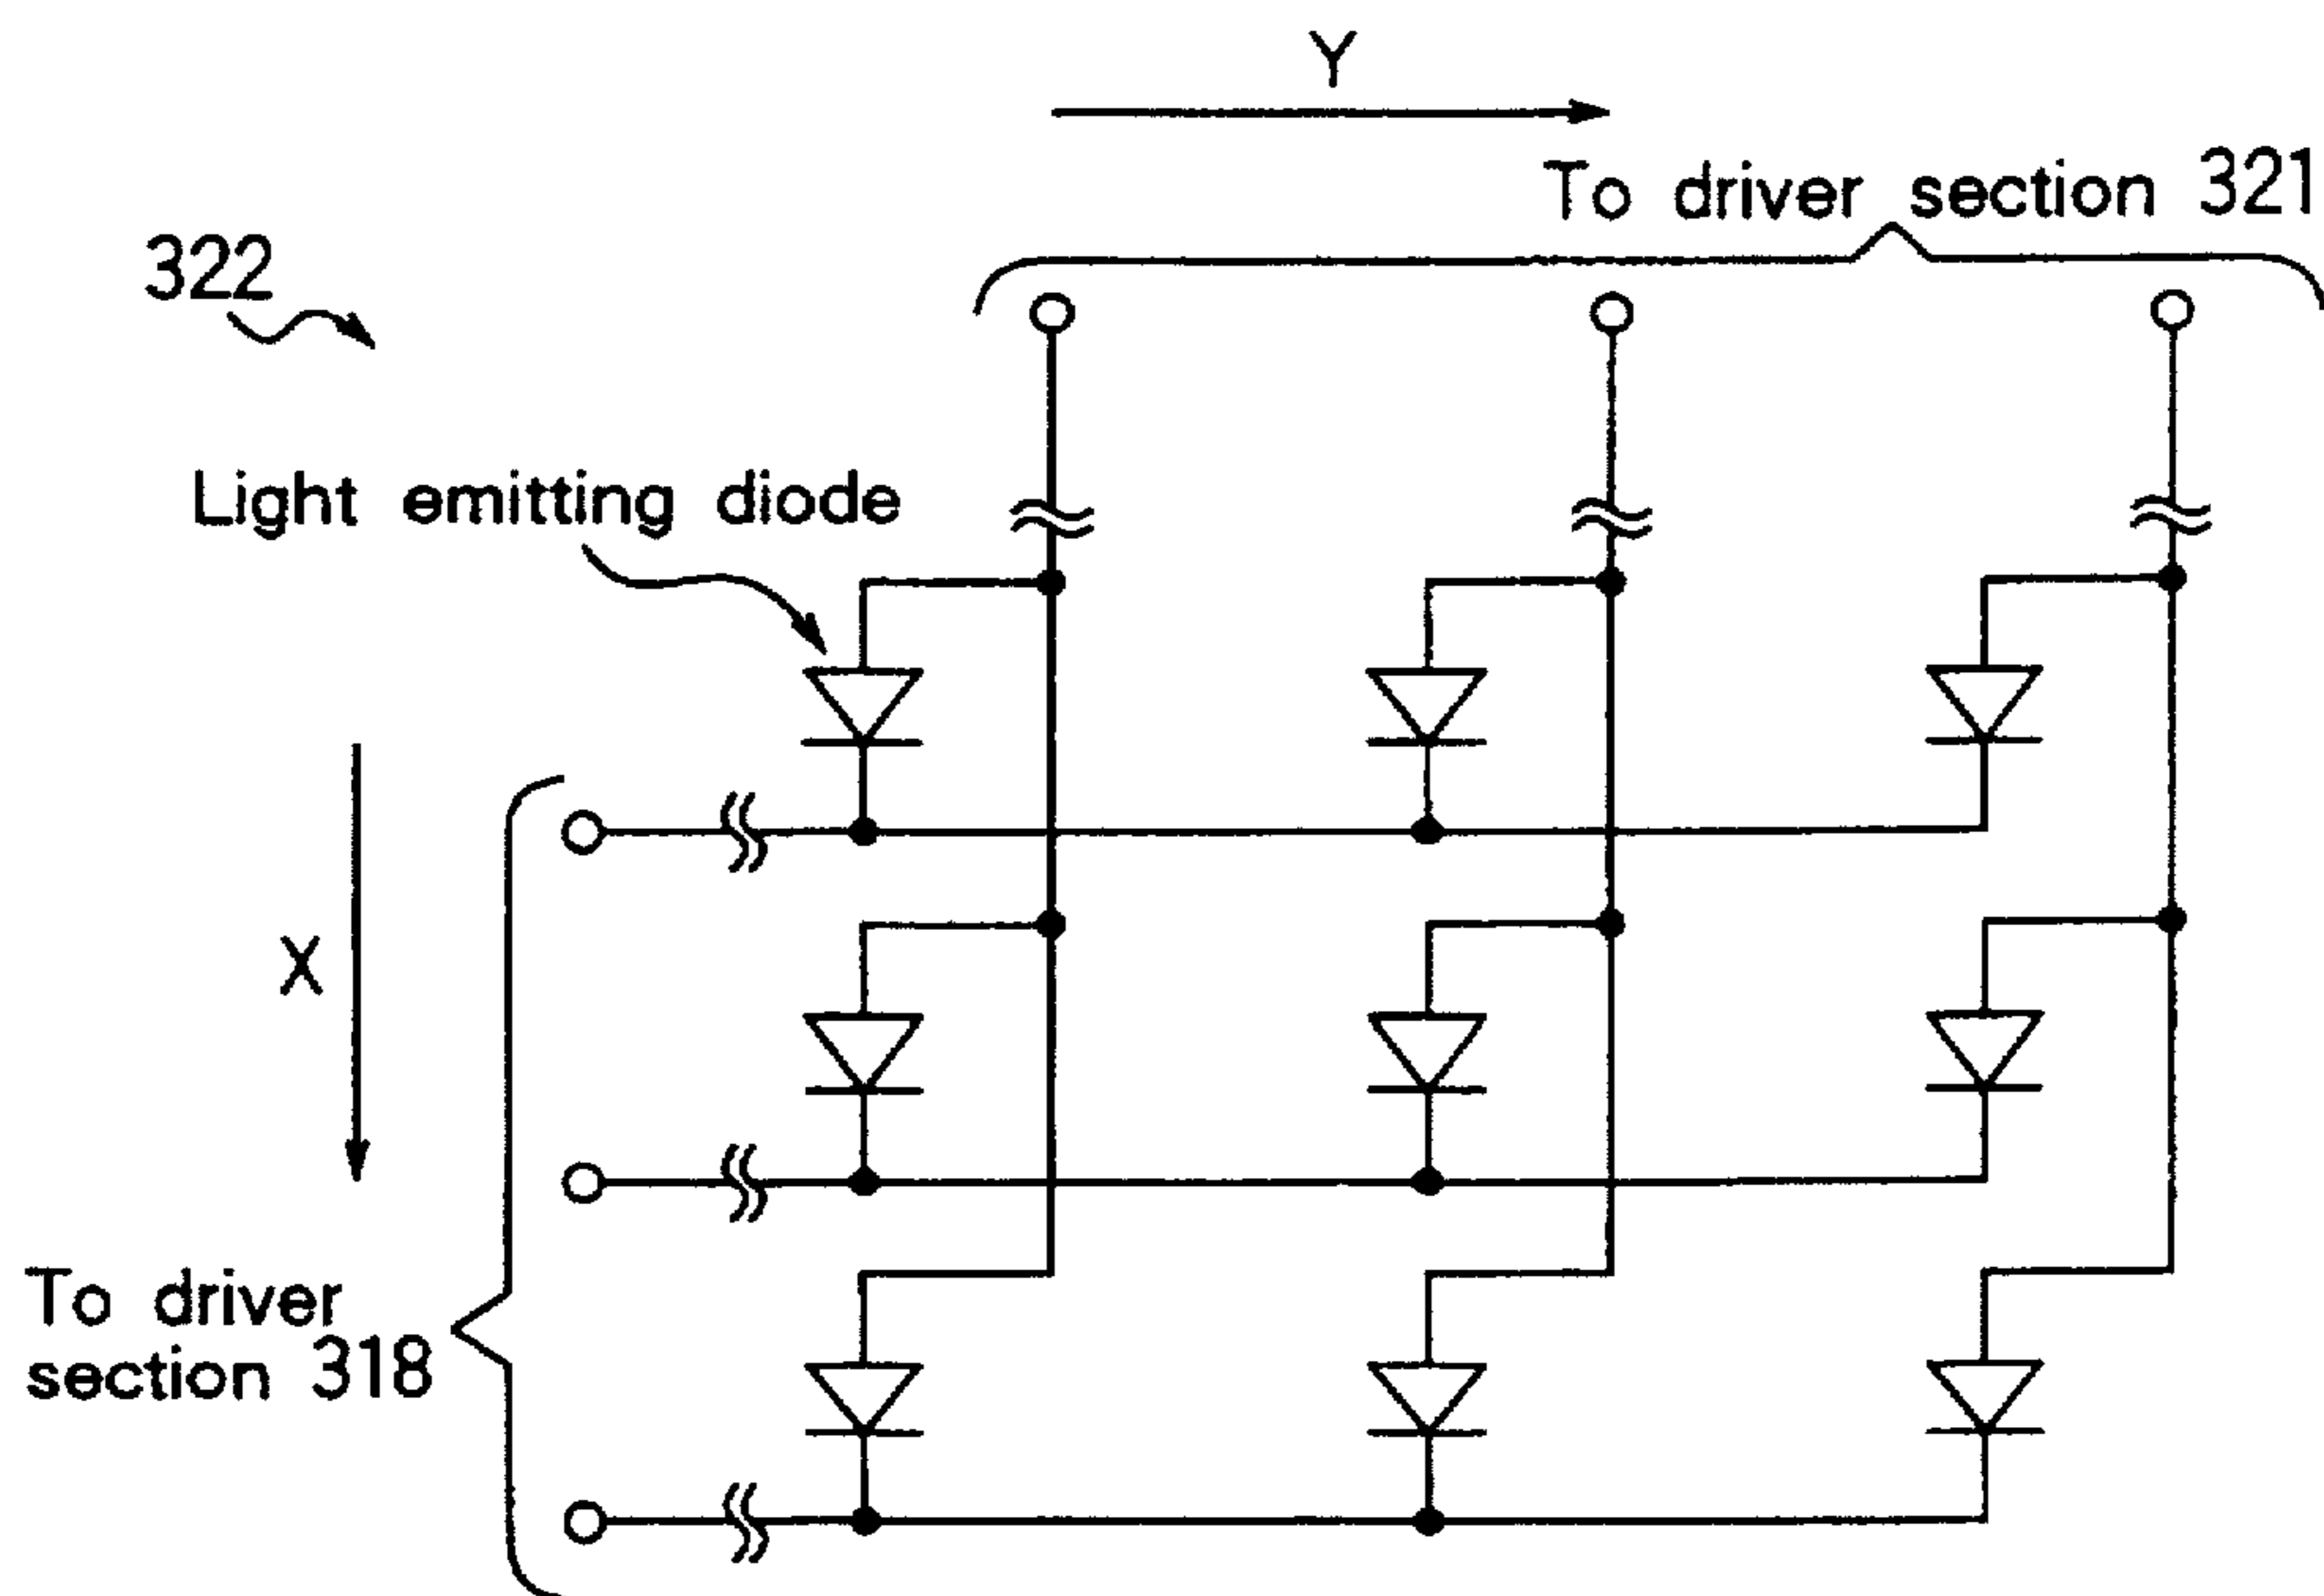 Y
To driver section 321
322
Light emitting diode
X
To driver
section 318